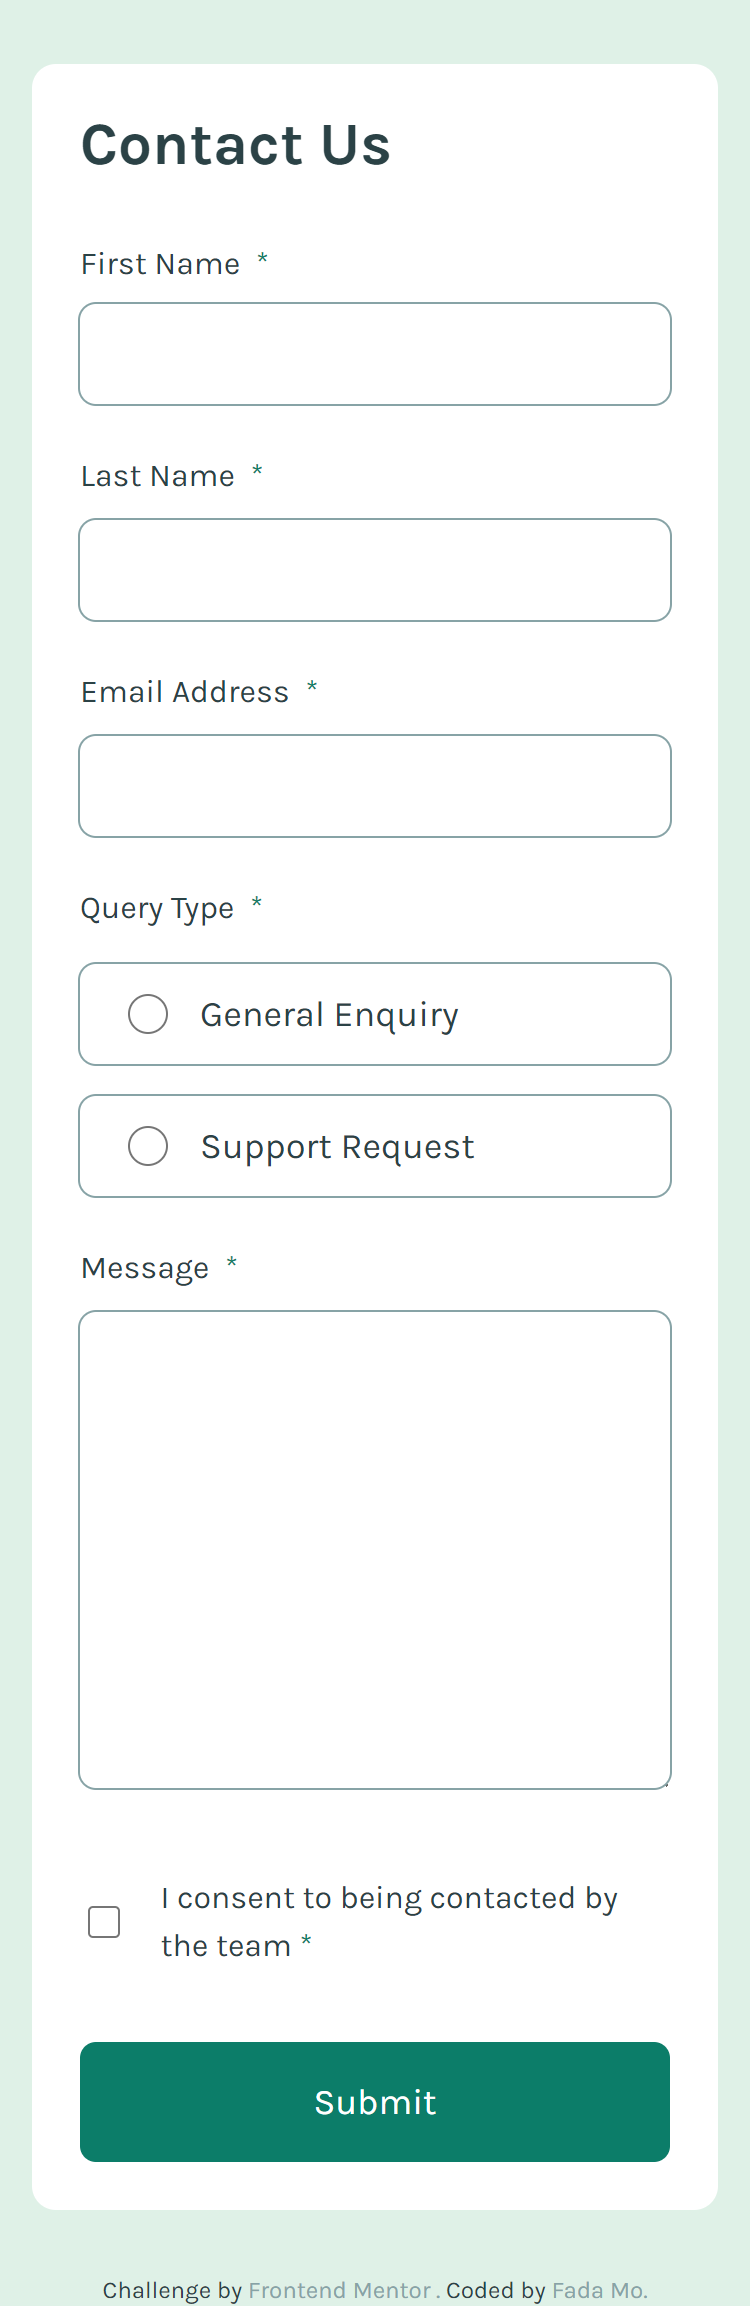 Contact Us
First Name *
Last Name *
Email Address *
Query Type *
General Enquiry
Support Request
Message *
I consent to being contacted by
the team *
Submit
Challenge by Frontend Mentor . Coded by Fada Mo.